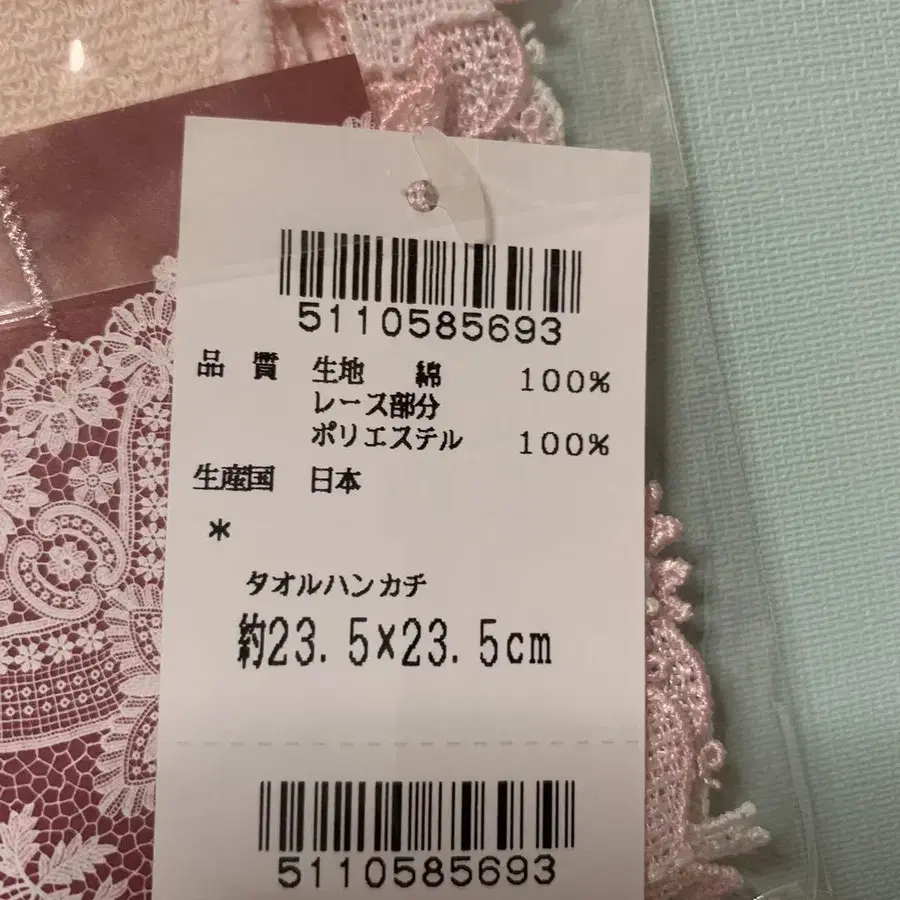 5110585693
品 質 生地 綿 100%
レース部分
ポリエステル 100%
生産国 日本
*
タオルハンカチ
約23.5×23.5cm
5110585693